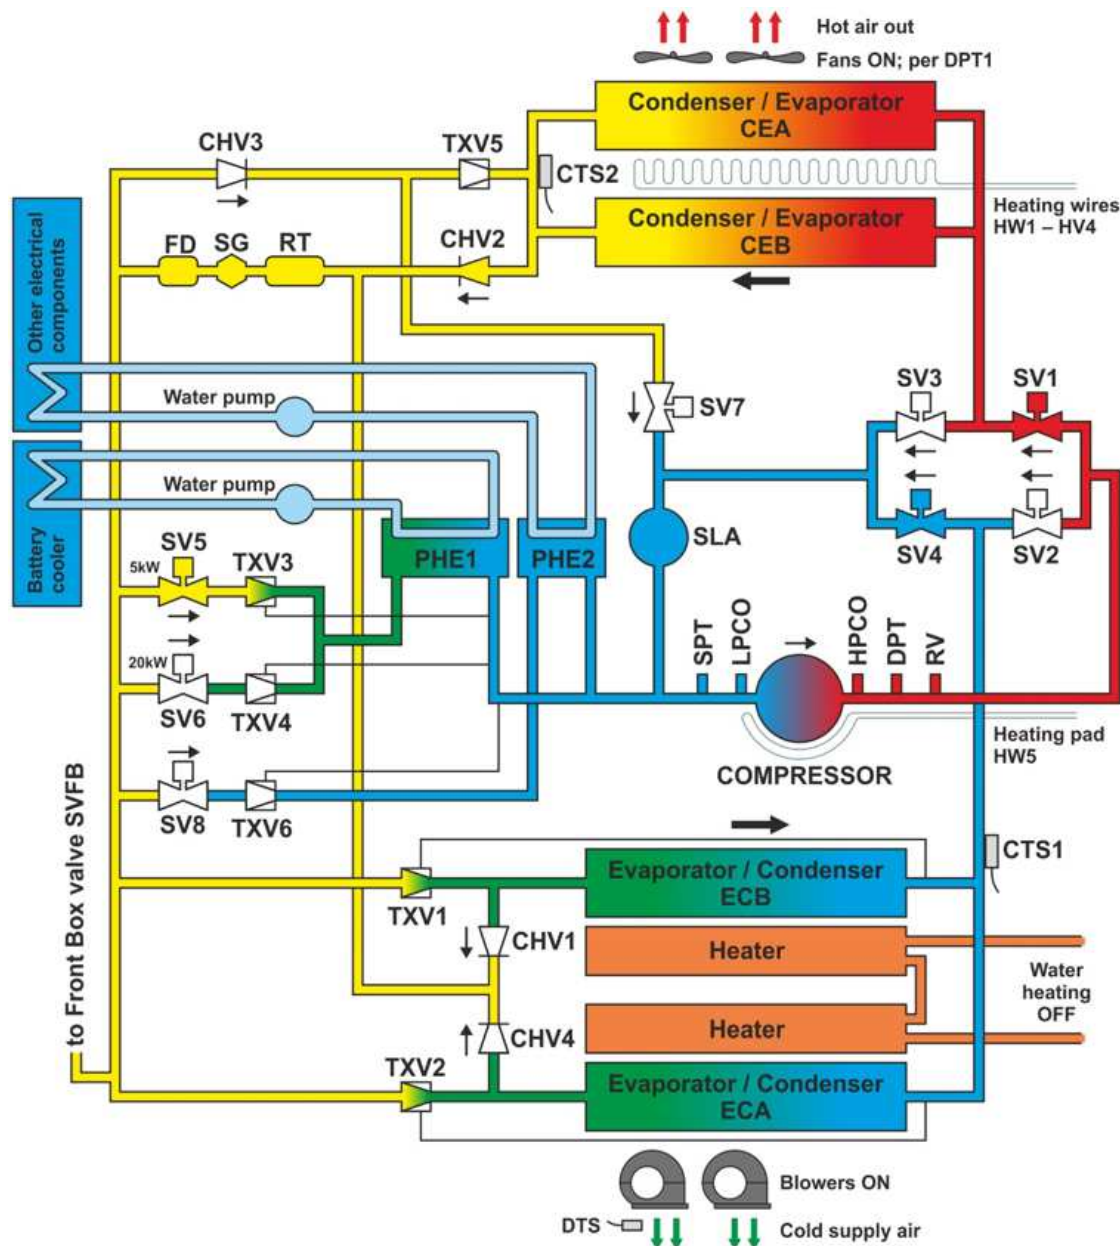 Hot air out
Fans ON; per DPT1
Condenser / Evaporator
CEA
CHV3
TXV5
CTS2
Heating wires
HW1 – HV4
Condenser / Evaporator
CEB
FD
SG
RT
CHV2
Other electrical
components
Water pump
SV7
SV3
SV1
Water pump
Battery
cooler
SV5
5kW
TXV3
PHE1
PHE2
SLA
SV4
SV2
20kW
SV6
TXV4
SPT
LPCO
HPCO
DPT
RV
COMPRESSOR
Heating pad
HW5
SV8
TXV6
to Front Box valve SVFB
CTS1
TXV1
Evaporator / Condenser
ECB
CHV1
Heater
Water
heating
OFF
Heater
CHV4
TXV2
Evaporator / Condenser
ECA
Blowers ON
DTS
Cold supply air